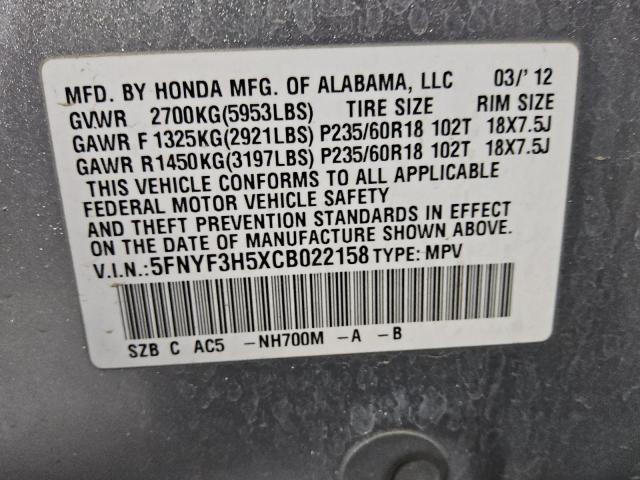 MFD. BY HONDA MFG. OF ALABAMA, LLC 03/'12
GVWR 2700KG(5953LBS) TIRE SIZE RIM SIZE
GAWR F 1325KG(2921LBS) P235/60R18 102T 18X7.5J
GAWR R1450KG(3197LBS) P235/60R18 102T 18X7.5J
THIS VEHICLE CONFORMS TO ALL APPLICABLE
FEDERAL MOTOR VEHICLE SAFETY
AND THEFT PREVENTION STANDARDS IN EFFECT
ON THE DATE OF MANUFACTURE SHOWN ABOVE.
V.I.N.:5FNYF3H5XCB022158 TYPE: MPV
SZB C AC5 -NH700M -A -B